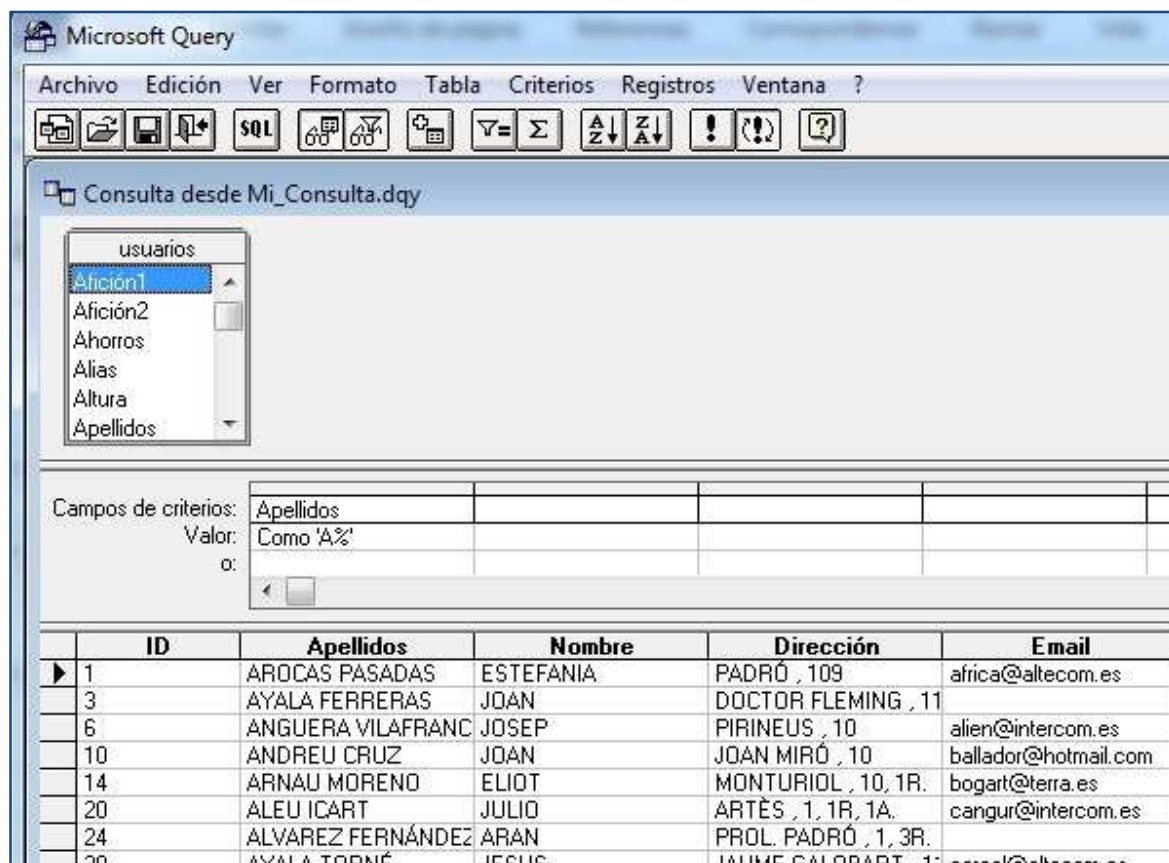 Microsoft Query
Archivo Edición Ver Formato Tabla Criterios Registros Ventana ?
SQL
Consulta desde Mi_Consulta.dqy
usuarios
Afición1
Afición2
Ahorros
Alias
Altura
Apellidos
Campos de criterios: Apellidos
Valor: Como 'A%'
o:
ID Apellidos Nombre Dirección Email
1 AROCAS PASADAS ESTEFANIA PADRÓ , 109 africa@altecom.es
3 AYALA FERRERAS JOAN DOCTOR FLEMING , 11
6 ANGUERA VILAFRANC JOSEP PIRINEUS , 10 alien@intercom.es
10 ANDREU CRUZ JOAN JOAN MIRÓ , 10 ballador@hotmail.com
14 ARNAU MORENO ELIOT MONTURIOL , 10, 1R. bogart@terra.es
20 ALEU ICART JULIO ARTÈS , 1, 1R, 1A. cangur@intercom.es
24 ALVAREZ FERNÁNDEZ ARAN PROL. PADRÓ , 1, 3R.
AYALA TORNÉ JESUS JAUME